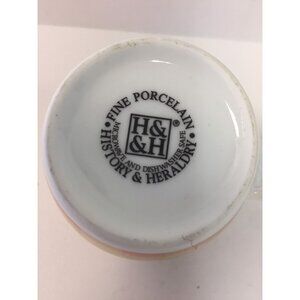 • FINE PORCELAIN •
H&
&H
®
MICROWAVE AND DISHWASHER SAFE
HISTORY & HERALDRY